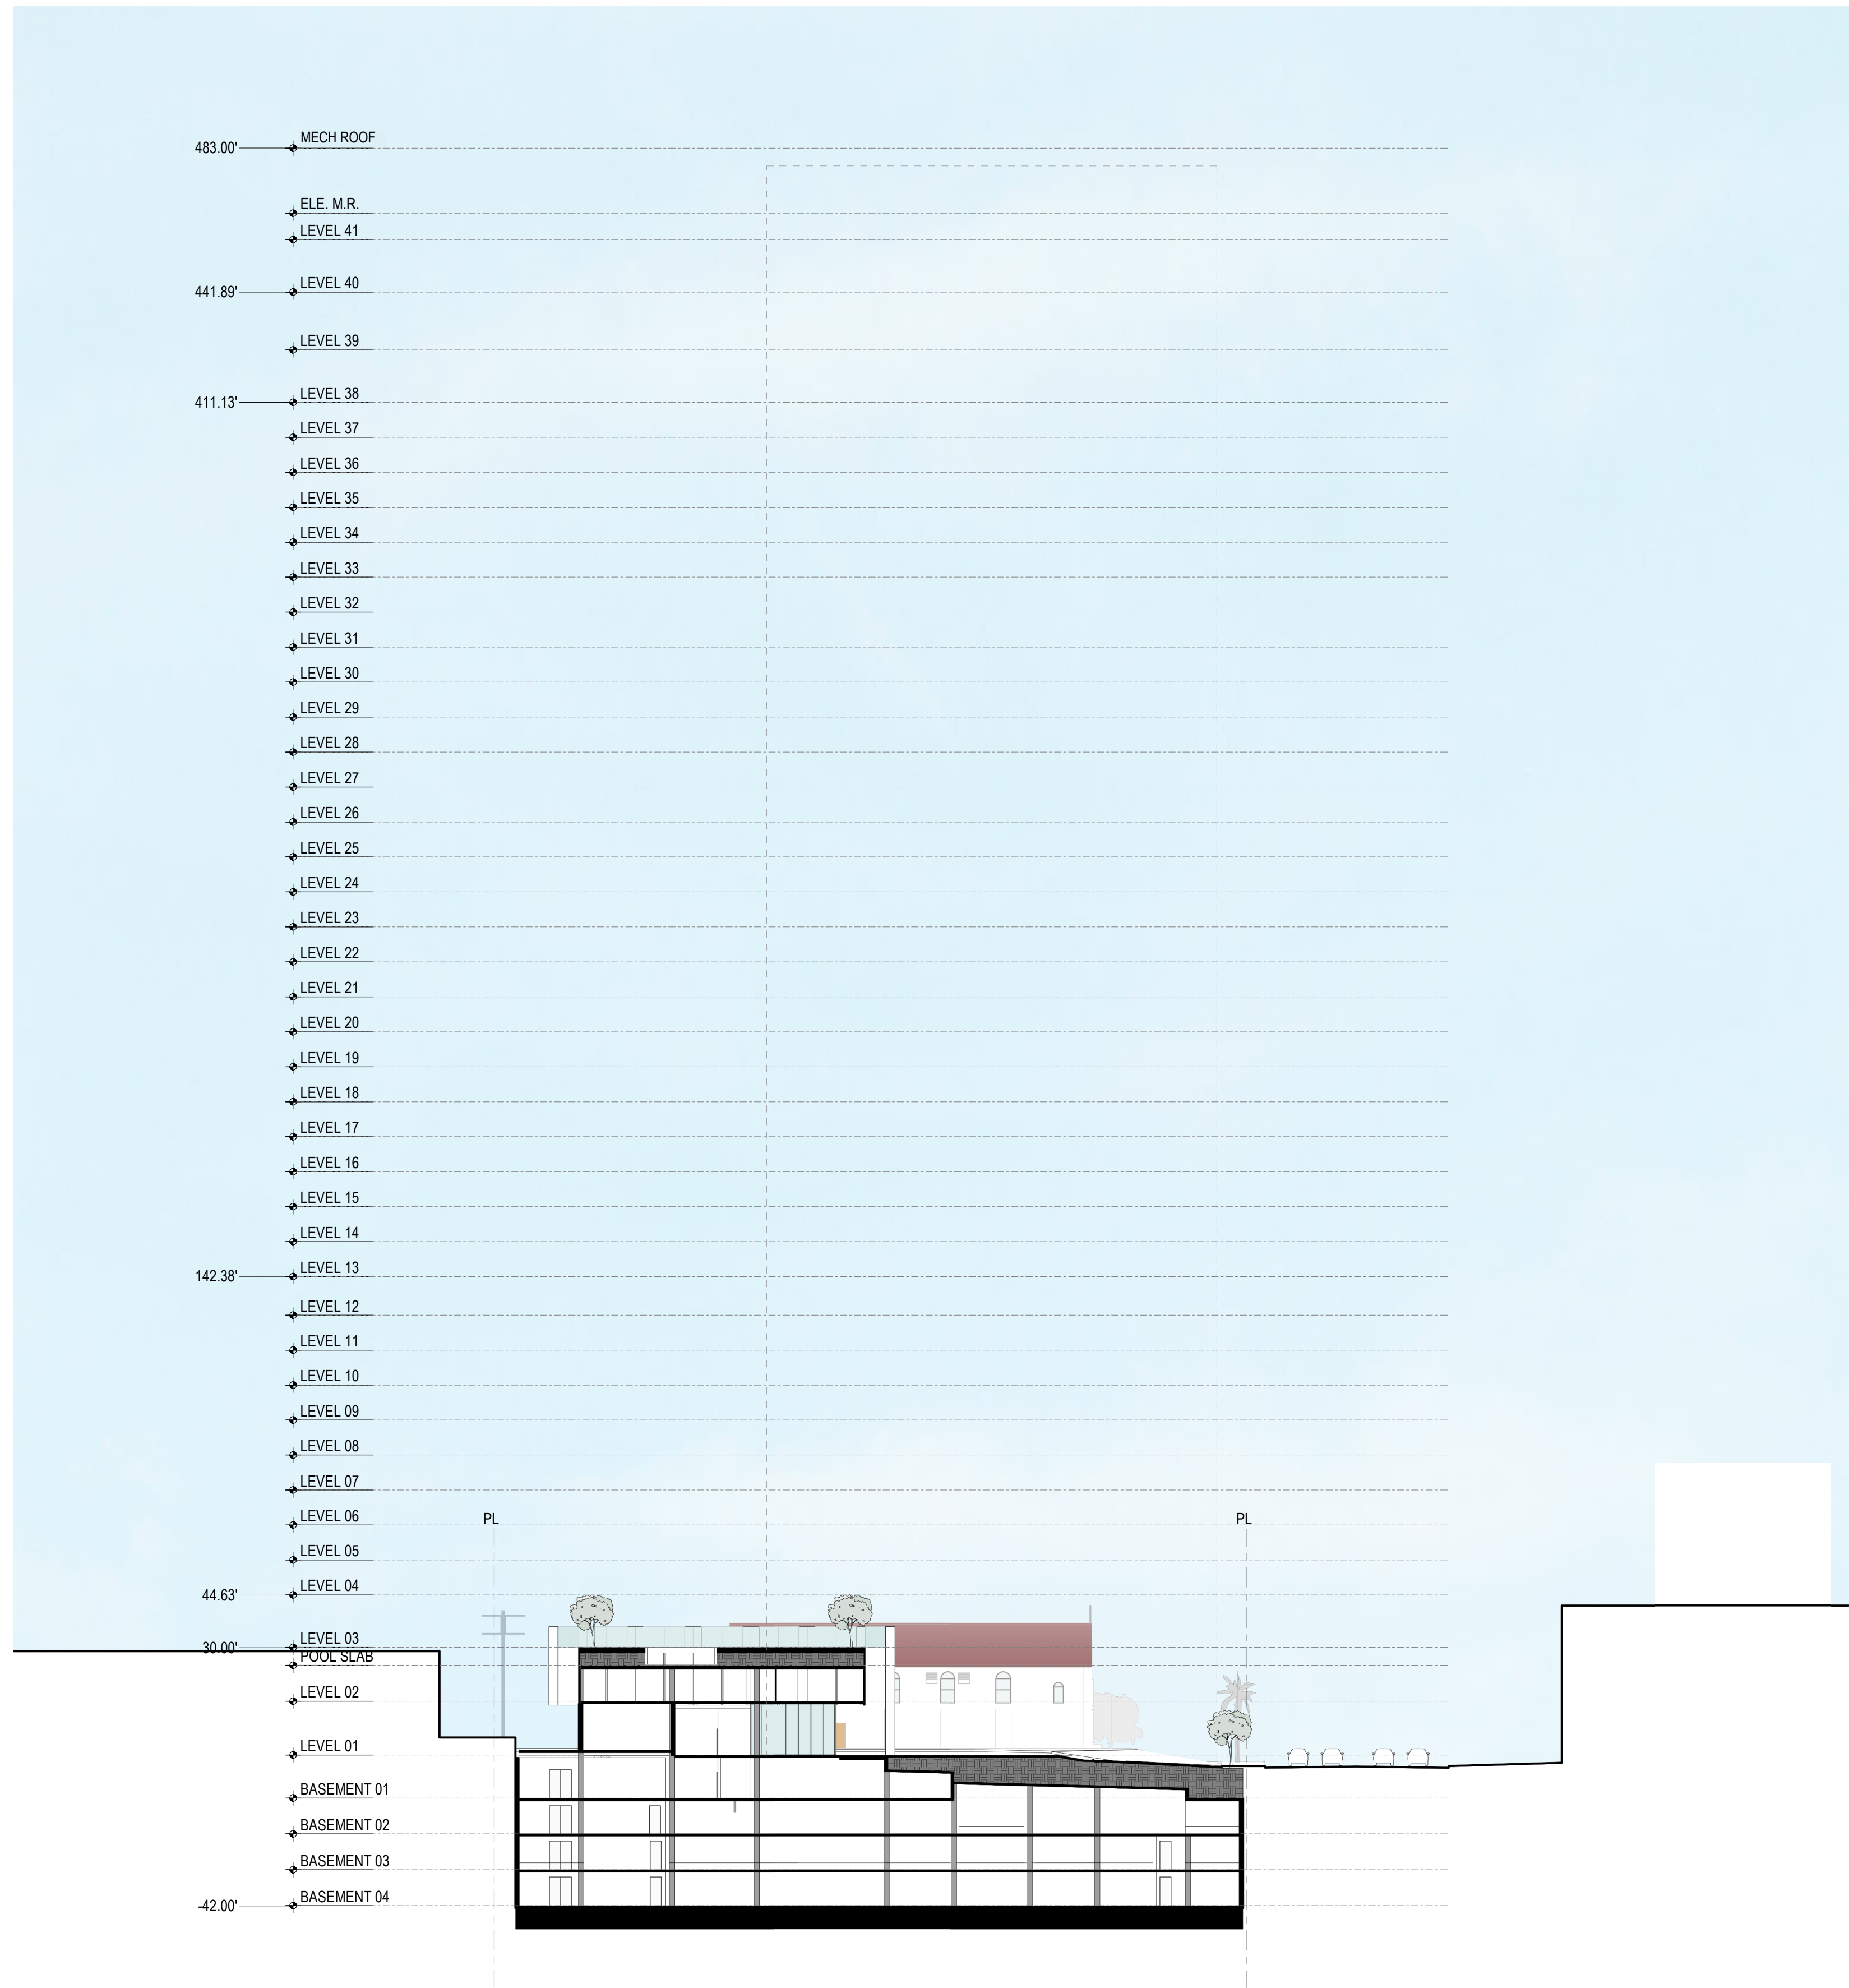 MECH ROOF
483.00'
ELE. M.R.
LEVEL 41
LEVEL 40
441.89'
LEVEL 39
LEVEL 38
411.13'
LEVEL 37
LEVEL 36
LEVEL 35
LEVEL 34
LEVEL 33
LEVEL 32
LEVEL 31
LEVEL 30
LEVEL 29
LEVEL 28
LEVEL 27
LEVEL 26
LEVEL 25
LEVEL 24
LEVEL 23
LEVEL 22
LEVEL 21
LEVEL 20
LEVEL 19
LEVEL 18
LEVEL 17
LEVEL 16
LEVEL 15
LEVEL 14
LEVEL 13
142.38'
LEVEL 12
LEVEL 11
LEVEL 10
LEVEL 09
LEVEL 08
LEVEL 07
LEVEL 06
PL
PL
LEVEL 05
LEVEL 04
44.63'
LEVEL 03
30.00'
POOL SLAB
LEVEL 02
LEVEL 01
BASEMENT 01
BASEMENT 02
BASEMENT 03
BASEMENT 04
-42.00'